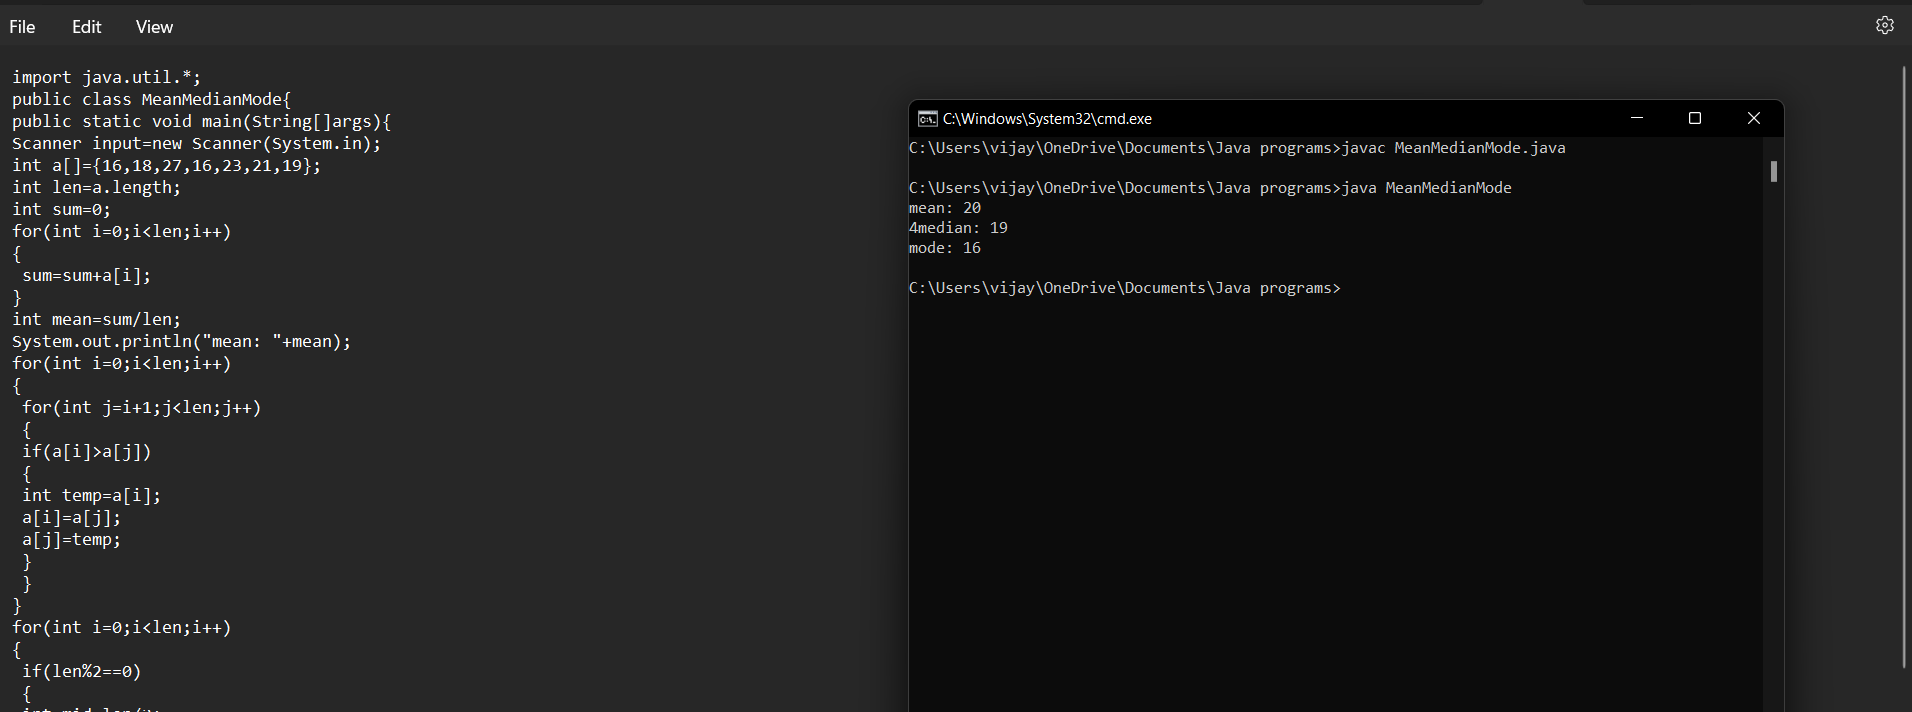 File Edit View
import java.util.*;
public class MeanMedianMode{
public static void main(String[]args){
Scanner input=new Scanner(System.in);
int a[]={16,18,27,16,23,21,19};
int len=a.length;
int sum=0;
for(int i=0;i<len;i++)
{
sum=sum+a[i];
}
int mean=sum/len;
System.out.println("mean: "+mean);
for(int i=0;i<len;i++)
{
for(int j=i+1;j<len;j++)
{
if(a[i]>a[j])
{
int temp=a[i];
a[i]=a[j];
a[j]=temp;
}
}
}
for(int i=0;i<len;i++)
{
if(len%2==0)
{
C:\Windows\System32\cmd.exe
C:\Users\vijay\OneDrive\Documents\Java programs>javac MeanMedianMode.java
C:\Users\vijay\OneDrive\Documents\Java programs>java MeanMedianMode
mean: 20
4median: 19
mode: 16
C:\Users\vijay\OneDrive\Documents\Java programs>